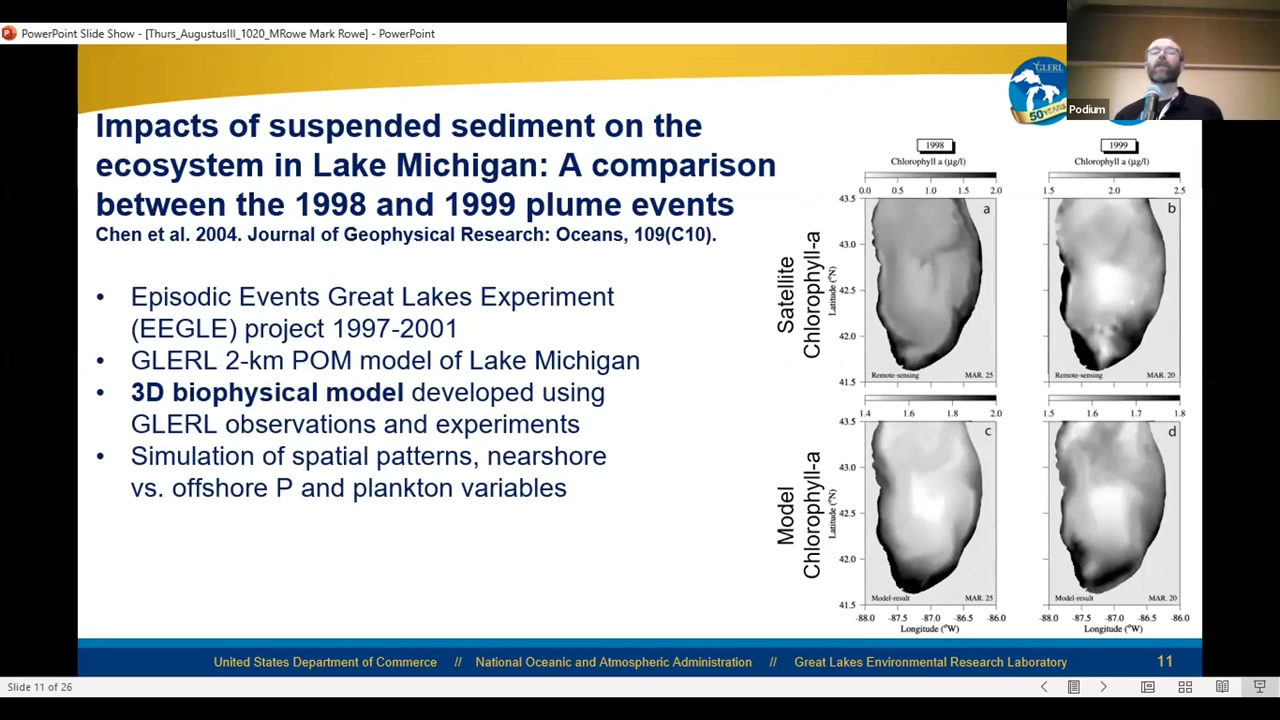 PowerPoint Slide Show - [Thurs_AugustusIII_1020_MRowe Mark Rowe] - PowerPoint
GLERL
50 YEARS
Podium
Impacts of suspended sediment on the
ecosystem in Lake Michigan: A comparison
between the 1998 and 1999 plume events
Chen et al. 2004. Journal of Geophysical Research: Oceans, 109(C10).
• Episodic Events Great Lakes Experiment
(EEGLE) project 1997-2001
• GLERL 2-km POM model of Lake Michigan
• 3D biophysical model developed using
GLERL observations and experiments
• Simulation of spatial patterns, nearshore
vs. offshore P and plankton variables
Satellite
Chlorophyll-a
Model
Chlorophyll-a
1998 1999
Chlorophyll a (µg/l) Chlorophyll a (µg/l)
0.0 0.5 1.0 1.5 2.0 1.5 2.0 2.5
43.5 a b
43.0
42.5
Latitude (°N)
42.0
Remote-sensing MAR. 25 Remote-sensing MAR. 20
41.5
1.4 1.6 1.8 2.0 1.5 1.6 1.7 1.8
43.5 c d
43.0
42.5
Latitude (°N)
42.0
Model-result MAR. 25 Model-result MAR. 20
41.5
-88.0 -87.5 -87.0 -86.5 -86.0 -88.0 -87.5 -87.0 -86.5 -86.0
Longitude (°W) Longitude (°W)
United States Department of Commerce // National Oceanic and Atmospheric Administration // Great Lakes Environmental Research Laboratory 11
Slide 11 of 26